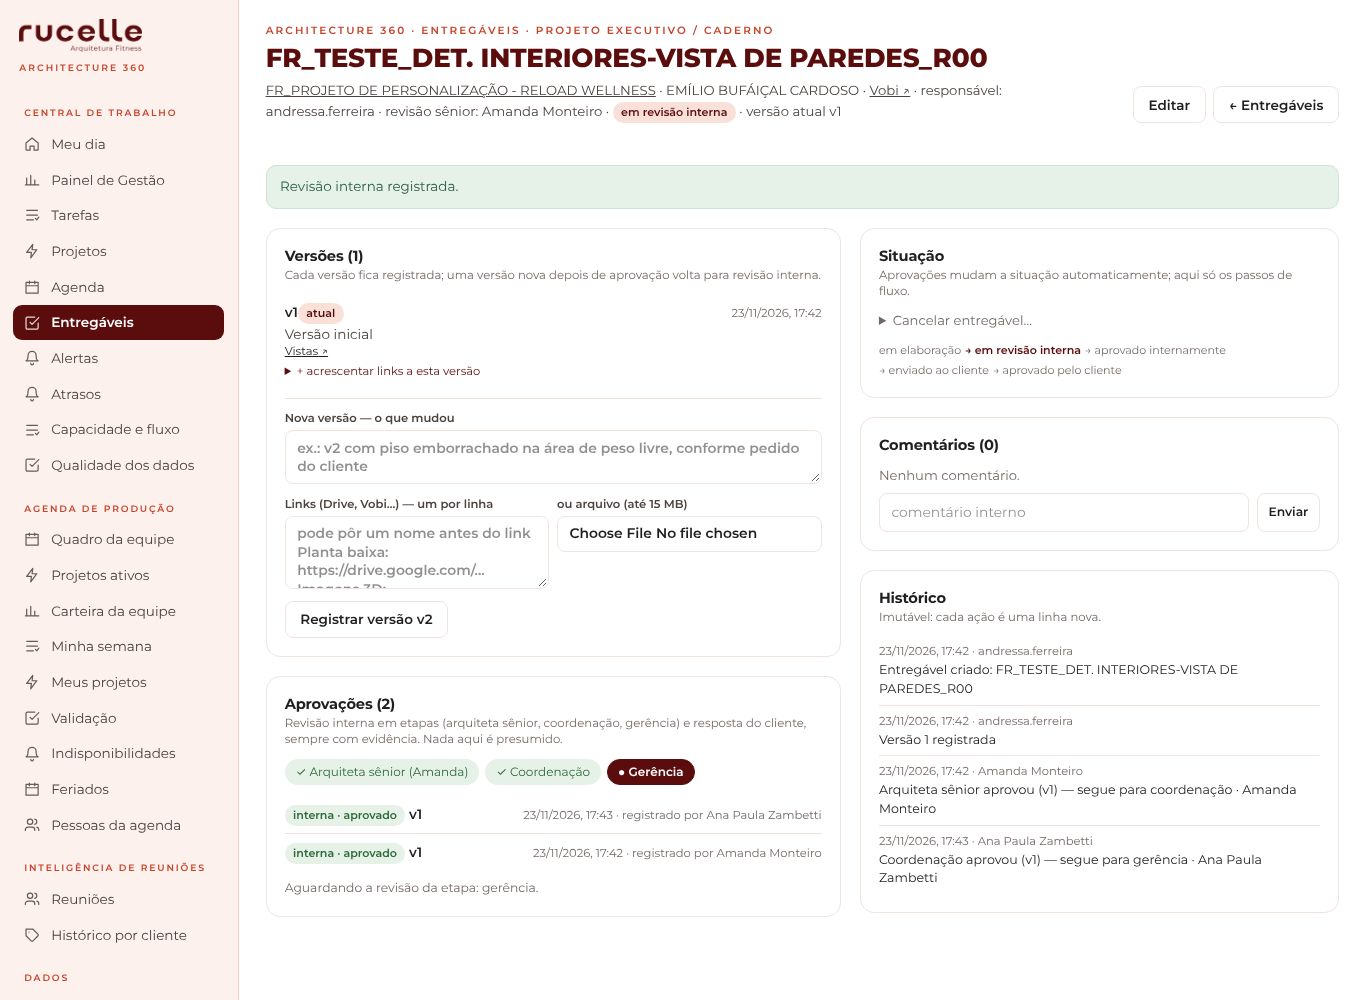 rucelle
Arquitetura Fitness
ARCHITECTURE 360
CENTRAL DE TRABALHO
Meu dia
Painel de Gestão
Tarefas
Projetos
Agenda
Entregáveis
Alertas
Atrasos
Capacidade e fluxo
Qualidade dos dados
AGENDA DE PRODUÇÃO
Quadro da equipe
Projetos ativos
Carteira da equipe
Minha semana
Meus projetos
Validação
Indisponibilidades
Feriados
Pessoas da agenda
INTELIGÊNCIA DE REUNIÕES
Reuniões
Histórico por cliente
DADOS
ARCHITECTURE 360 · ENTREGÁVEIS · PROJETO EXECUTIVO / CADERNO
FR_TESTE_DET. INTERIORES-VISTA DE PAREDES_R00
FR_PROJETO DE PERSONALIZAÇÃO - RELOAD WELLNESS · EMÍLIO BUFÁIÇAL CARDOSO · Vobi ↗ · responsável:
andressa.ferreira · revisão sênior: Amanda Monteiro · em revisão interna · versão atual v1
Editar
← Entregáveis
Revisão interna registrada.
Versões (1)
Cada versão fica registrada; uma versão nova depois de aprovação volta para revisão interna.
v1 atual 23/11/2026, 17:42
Versão inicial
Vistas ↗
▶ + acrescentar links a esta versão
Nova versão — o que mudou
ex.: v2 com piso emborrachado na área de peso livre, conforme pedido
do cliente
Links (Drive, Vobi...) — um por linha
pode pôr um nome antes do link
Planta baixa:
https://drive.google.com/...
Imagens 3D:
ou arquivo (até 15 MB)
Choose File No file chosen
Registrar versão v2
Aprovações (2)
Revisão interna em etapas (arquiteta sênior, coordenação, gerência) e resposta do cliente,
sempre com evidência. Nada aqui é presumido.
✓ Arquiteta sênior (Amanda) ✓ Coordenação ● Gerência
interna · aprovado v1 23/11/2026, 17:43 · registrado por Ana Paula Zambetti
interna · aprovado v1 23/11/2026, 17:42 · registrado por Amanda Monteiro
Aguardando a revisão da etapa: gerência.
Situação
Aprovações mudam a situação automaticamente; aqui só os passos de
fluxo.
▶ Cancelar entregável...
em elaboração → em revisão interna → aprovado internamente
→ enviado ao cliente → aprovado pelo cliente
Comentários (0)
Nenhum comentário.
comentário interno
Enviar
Histórico
Imutável: cada ação é uma linha nova.
23/11/2026, 17:42 · andressa.ferreira
Entregável criado: FR_TESTE_DET. INTERIORES-VISTA DE
PAREDES_R00
23/11/2026, 17:42 · andressa.ferreira
Versão 1 registrada
23/11/2026, 17:42 · Amanda Monteiro
Arquiteta sênior aprovou (v1) — segue para coordenação · Amanda
Monteiro
23/11/2026, 17:43 · Ana Paula Zambetti
Coordenação aprovou (v1) — segue para gerência · Ana Paula
Zambetti